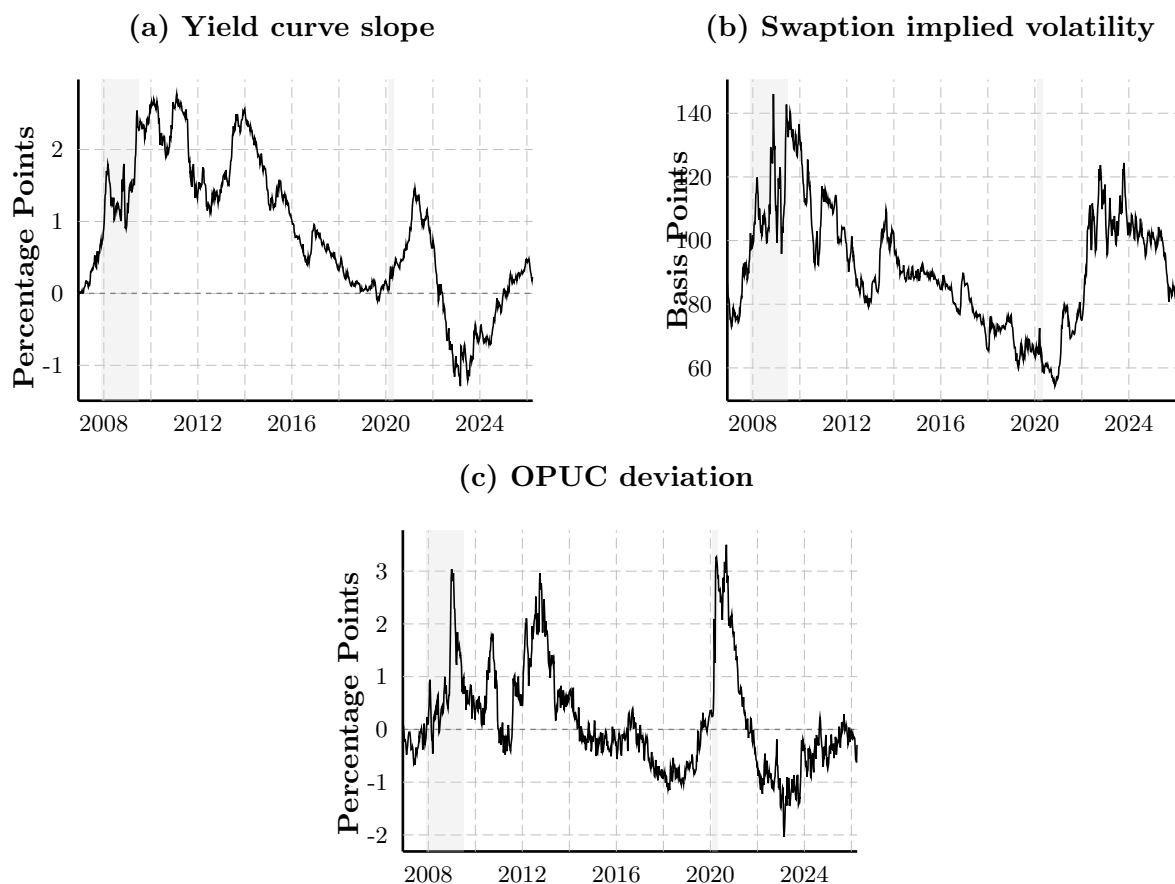 (a) Yield curve slope
Percentage Points
2
1
0
-1
2008 2012 2016 2020 2024
(b) Swaption implied volatility
Basis Points
140
120
100
80
60
2008 2012 2016 2020 2024
(c) OPUC deviation
Percentage Points
3
2
1
0
-1
-2
2008 2012 2016 2020 2024